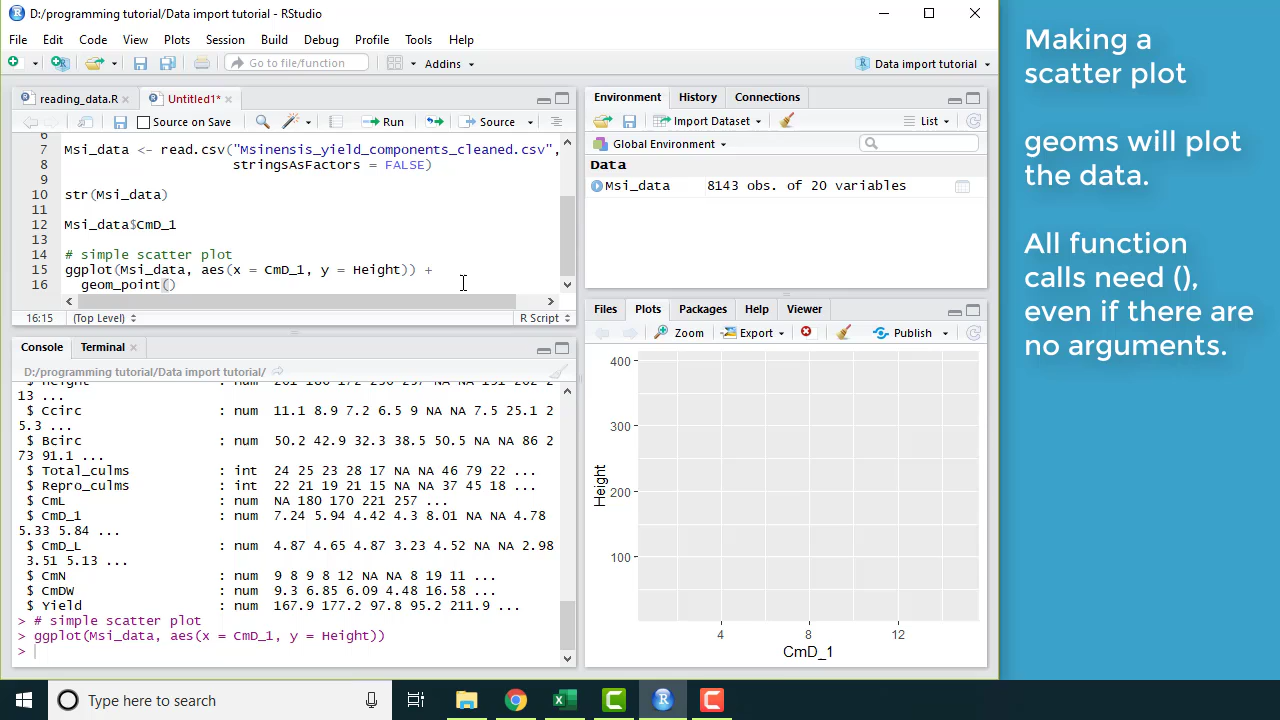 D:/programming tutorial/Data import tutorial - RStudio
File Edit Code View Plots Session Build Debug Profile Tools Help
Go to file/function Addins Data import tutorial
reading_data.R Untitled1*
Source on Save Run Source
6
7 Msi_data <- read.csv("Msinensis_yield_components_cleaned.csv",
8 stringsAsFactors = FALSE)
9
10 str(Msi_data)
11
12 Msi_data$CmD_1
13
14 # simple scatter plot
15 ggplot(Msi_data, aes(x = CmD_1, y = Height)) +
16 geom_point()
16:15 (Top Level) R Script
Console Terminal
D:/programming tutorial/Data import tutorial/
13 ...
$ Ccirc : num 11.1 8.9 7.2 6.5 9 NA NA 7.5 25.1 2
5.3 ...
$ Bcirc : num 50.2 42.9 32.3 38.5 50.5 NA NA 86 2
73 91.1 ...
$ Total_culms : int 24 25 23 28 17 NA NA 46 79 22 ...
$ Repro_culms : int 22 21 19 21 15 NA NA 37 45 18 ...
$ CmL : num NA 180 170 221 257 ...
$ CmD_1 : num 7.24 5.94 4.42 4.3 8.01 NA NA 4.78
5.33 5.84 ...
$ CmD_L : num 4.87 4.65 4.87 3.23 4.52 NA NA 2.98
3.51 5.13 ...
$ CmN : num 9 8 9 8 12 NA NA 8 19 11 ...
$ CmDW : num 9.3 6.85 6.09 4.48 16.58 ...
$ Yield : num 167.9 177.2 97.8 95.2 211.9 ...
> # simple scatter plot
> ggplot(Msi_data, aes(x = CmD_1, y = Height))
>
Environment History Connections
Import Dataset List
Global Environment
Data
Msi_data 8143 obs. of 20 variables
Files Plots Packages Help Viewer
Zoom Export Publish
400
300
200
100
Height
4 8 12
CmD_1
Making a
scatter plot
geoms will plot
the data.
All function
calls need (),
even if there are
no arguments.
Type here to search